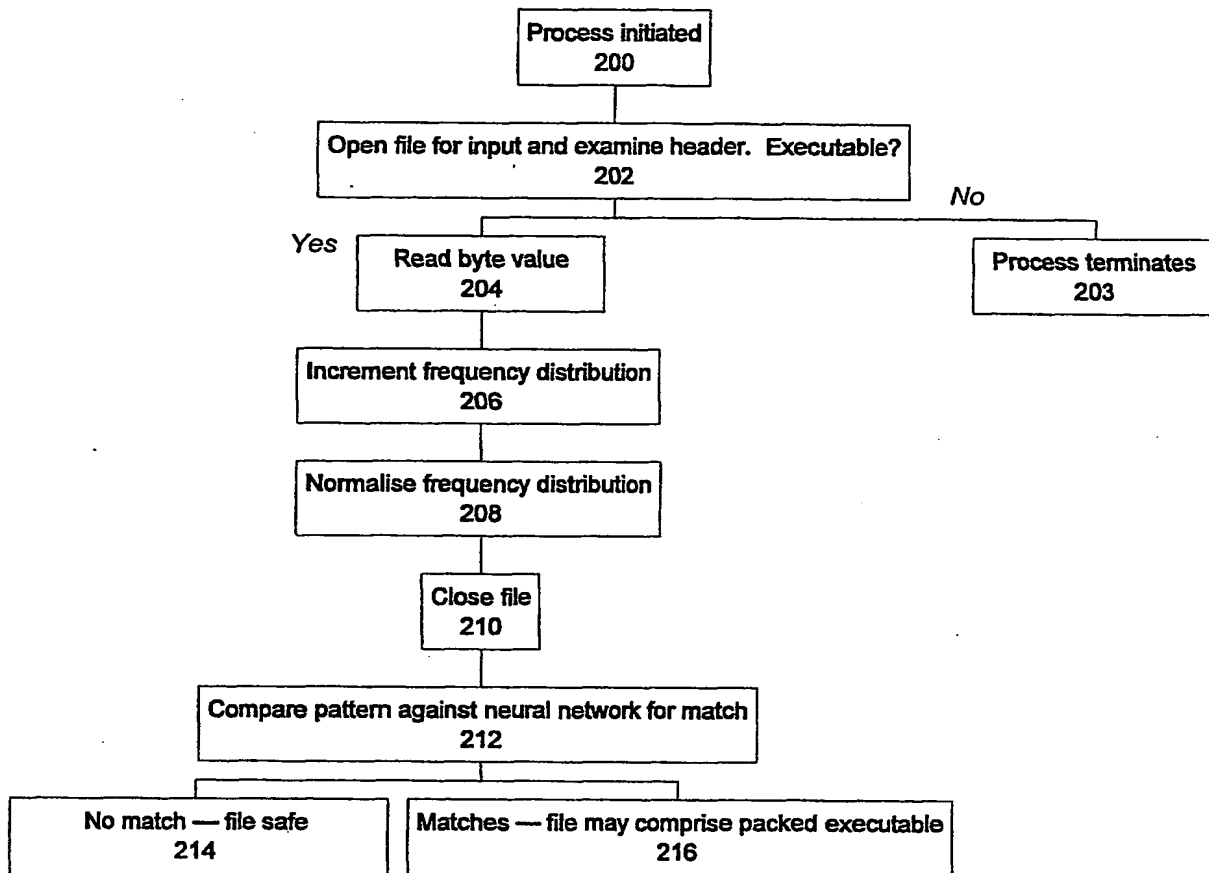 Process initiated
200
Open file for input and examine header. Executable?
202
No
Yes
Read byte value
204
Process terminates
203
Increment frequency distribution
206
Normalise frequency distribution
208
Close file
210
Compare pattern against neural network for match
212
No match — file safe
214
Matches — file may comprise packed executable
216